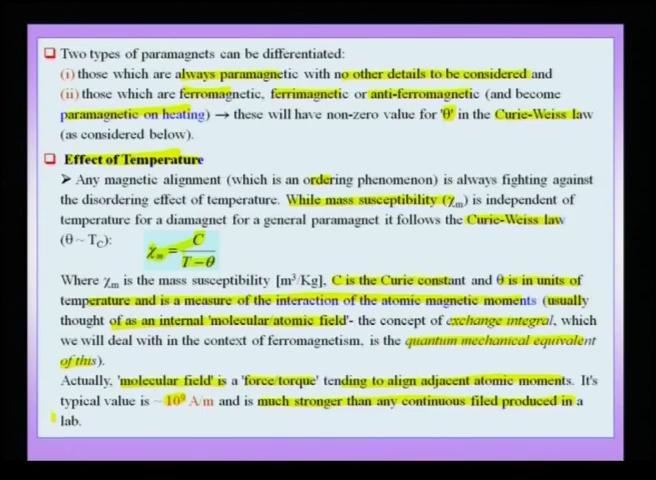 ❑ Two types of paramagnets can be differentiated:
(i) those which are always paramagnetic with no other details to be considered and
(ii) those which are ferromagnetic, ferrimagnetic or anti-ferromagnetic (and become
paramagnetic on heating) → these will have non-zero value for 'θ' in the Curie-Weiss law
(as considered below).
❑ Effect of Temperature
➤ Any magnetic alignment (which is an ordering phenomenon) is always fighting against
the disordering effect of temperature. While mass susceptibility (χm) is independent of
temperature for a diamagnet for a general paramagnet it follows the Curie-Weiss law
(θ ~ TC): χm = C / (T−θ)
Where χm is the mass susceptibility [m³/Kg], C is the Curie constant and θ is in units of
temperature and is a measure of the interaction of the atomic magnetic moments (usually
thought of as an internal 'molecular/atomic field'- the concept of exchange integral, which
we will deal with in the context of ferromagnetism, is the quantum mechanical equivalent
of this).
Actually, 'molecular field' is a 'force/torque' tending to align adjacent atomic moments. It's
typical value is ~ 10⁹ A/m and is much stronger than any continuous filed produced in a
lab.